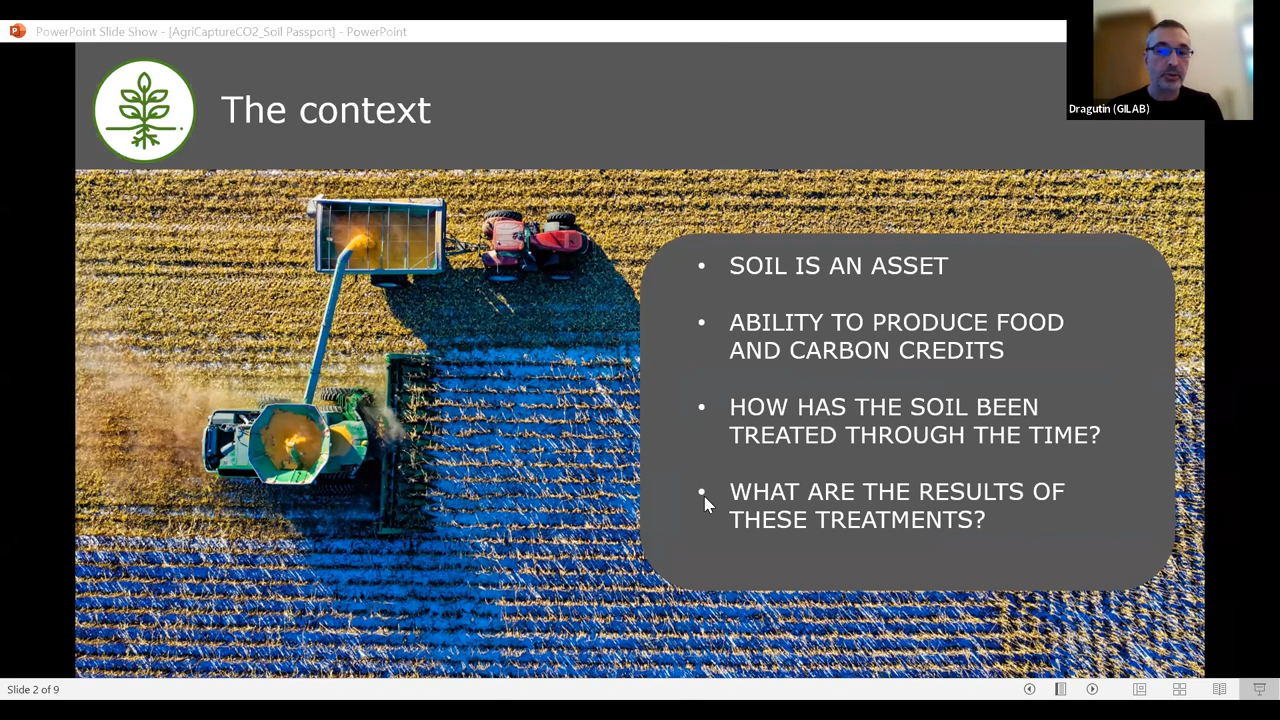 PowerPoint Slide Show - [AgriCaptureCO2_Soil Passport] - PowerPoint
Dragutin (GILAB)
The context
• SOIL IS AN ASSET
• ABILITY TO PRODUCE FOOD
AND CARBON CREDITS
• HOW HAS THE SOIL BEEN
TREATED THROUGH THE TIME?
• WHAT ARE THE RESULTS OF
THESE TREATMENTS?
Slide 2 of 9